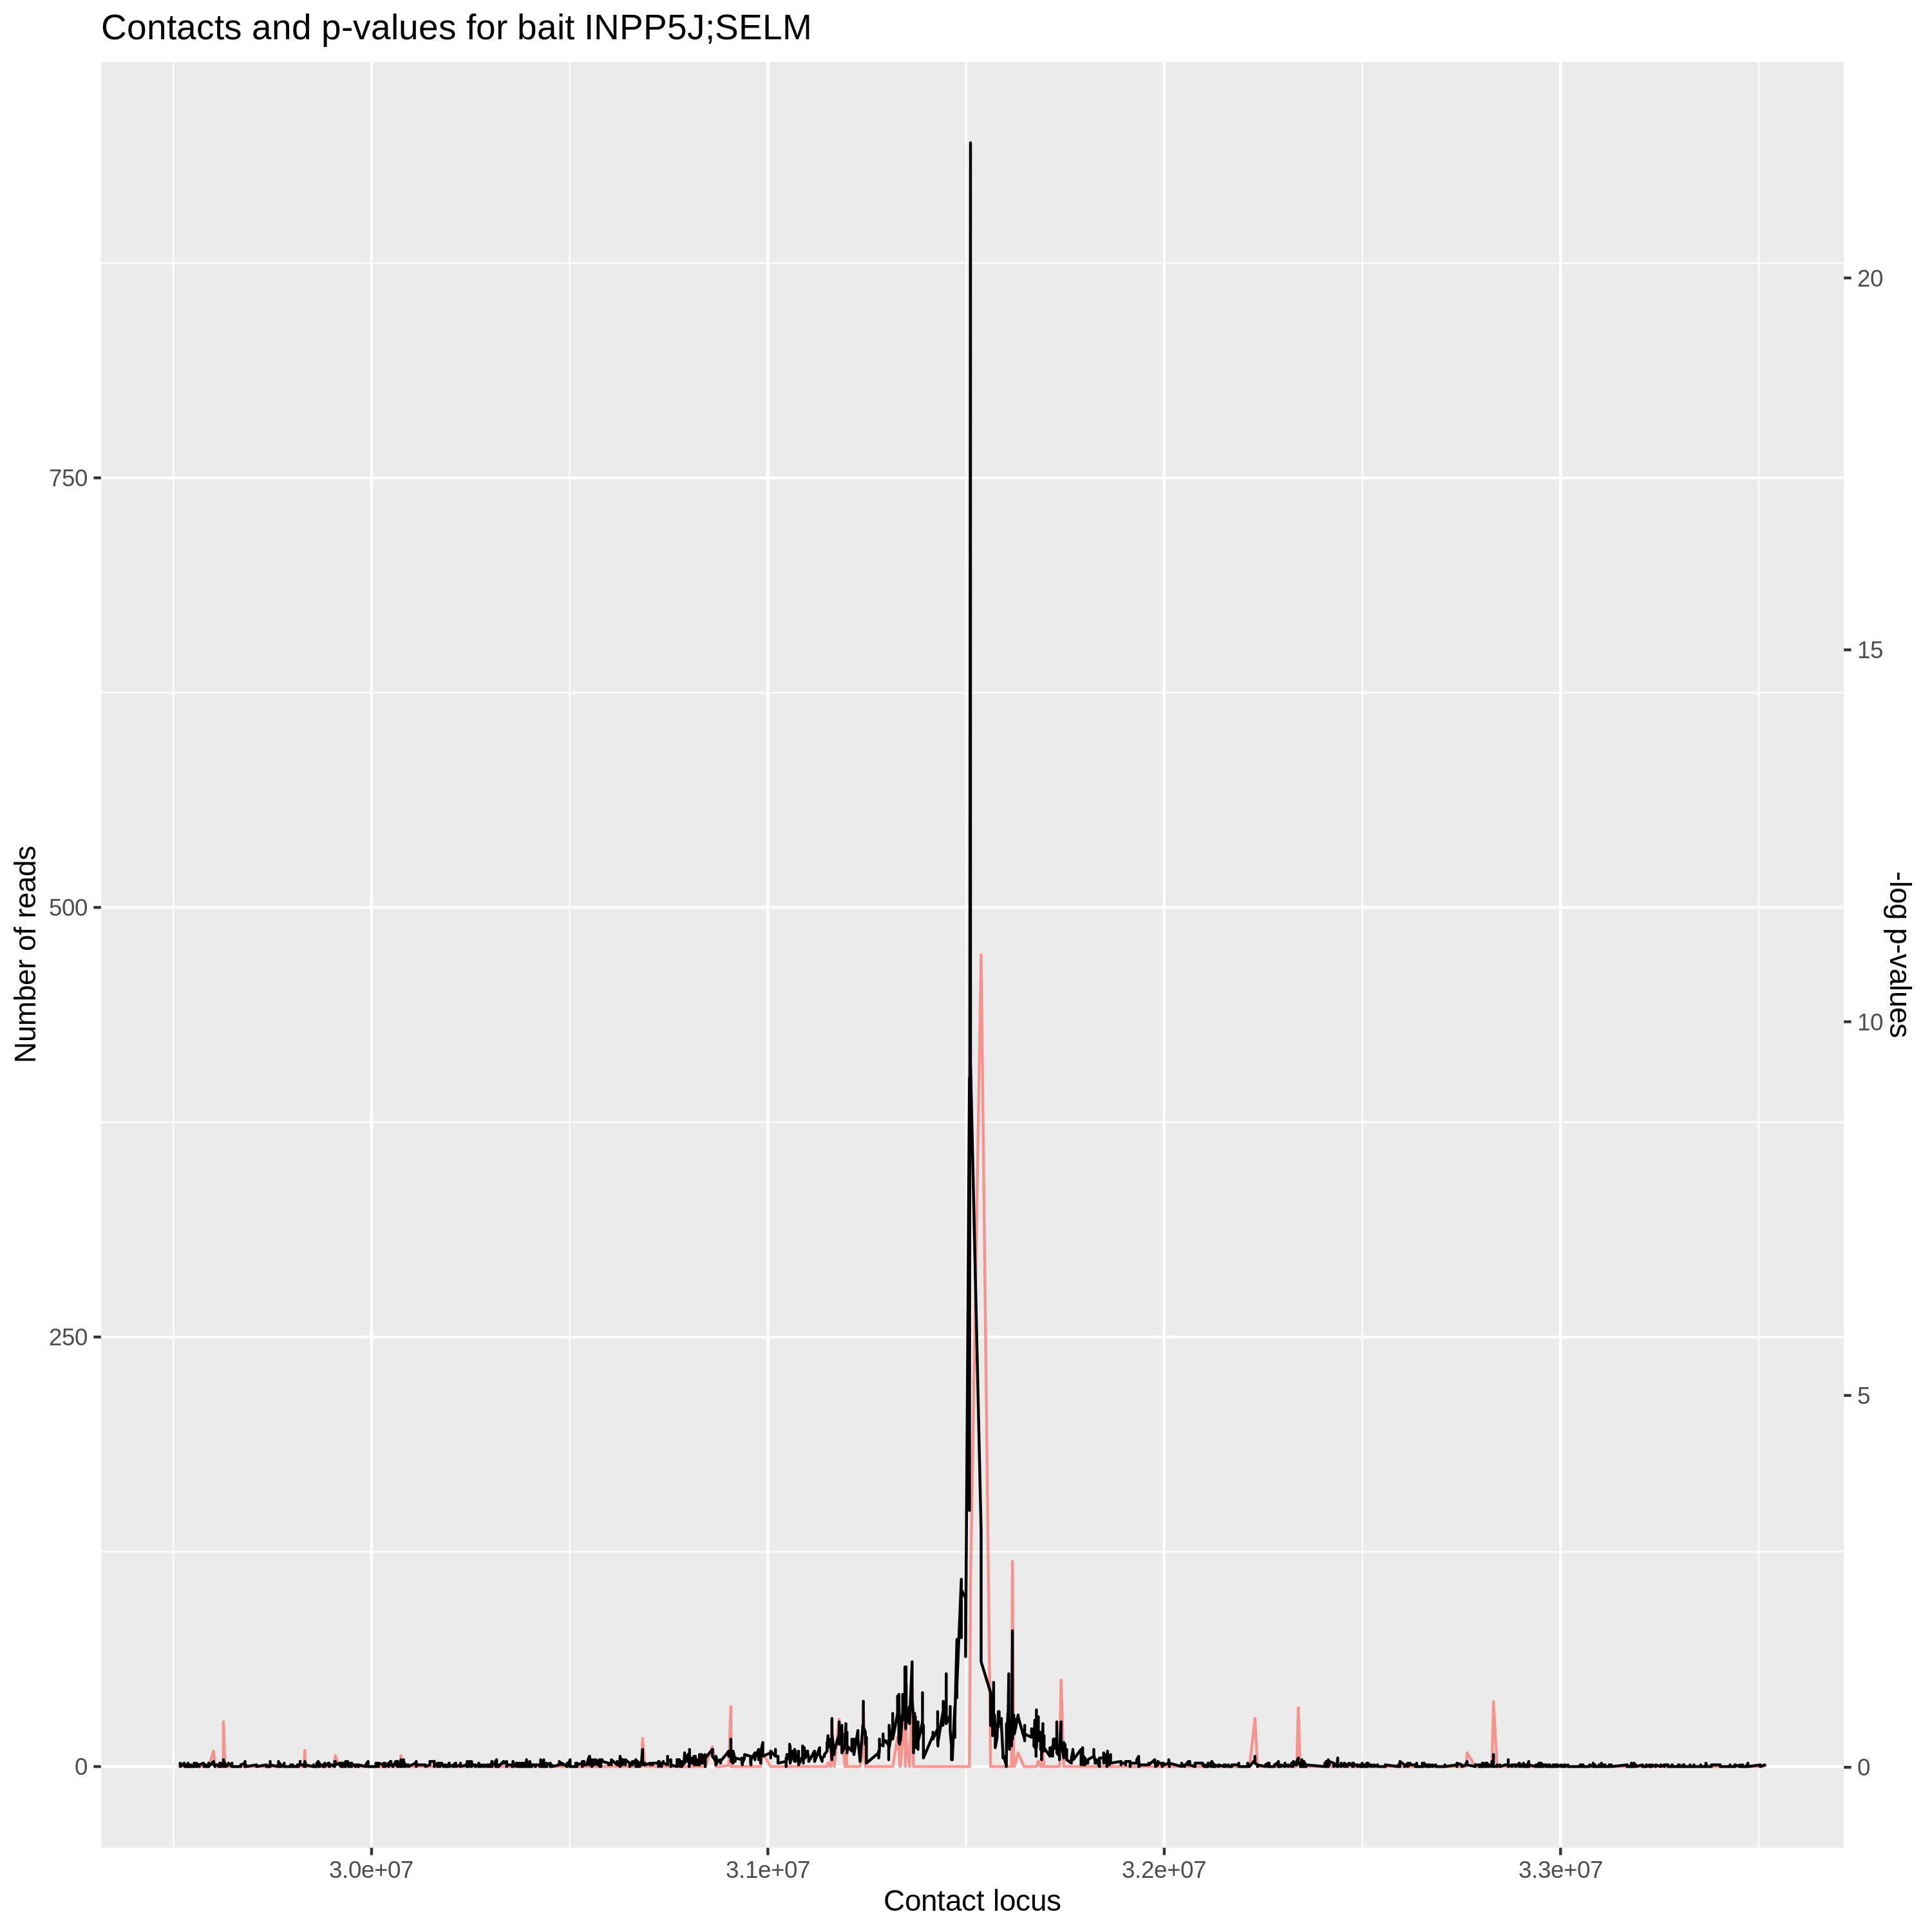 Contacts and p-values for bait INPP5J;SELM
Number of reads
750
500
250
0
20
15
10
5
0
-log p-values
3.0e+07
3.1e+07
3.2e+07
3.3e+07
Contact locus